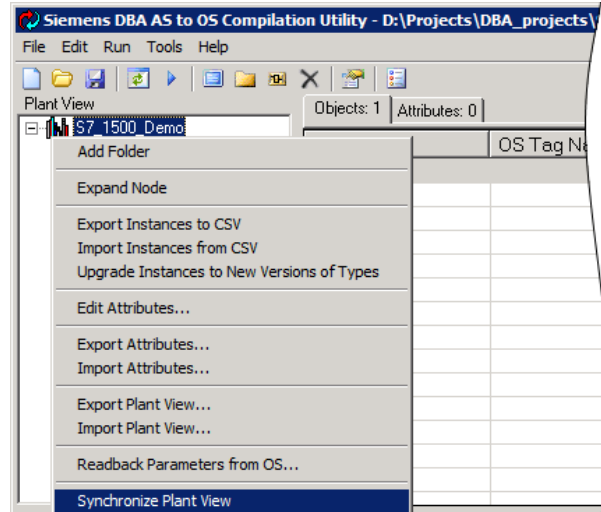 Siemens DBA AS to OS Compilation Utility - D:\Projects\DBA_projects\
File Edit Run Tools Help
Plant View
Objects: 1 Attributes: 0
S7_1500_Demo
OS Tag
Add Folder
Expand Node
Export Instances to CSV
Import Instances from CSV
Upgrade Instances to New Versions of Types
Edit Attributes...
Export Attributes...
Import Attributes...
Export Plant View...
Import Plant View...
Readback Parameters from OS...
Synchronize Plant View